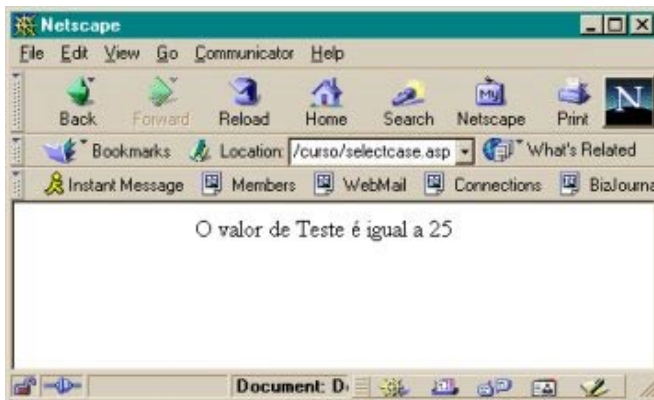 Netscape
File Edit View Go Communicator Help
Back Forward Reload Home Search Netscape Print N
My
Bookmarks Location: /curso/selectcase.asp What's Related
Instant Message Members WebMail Connections BizJourna
O valor de Teste é igual a 25
Document: D